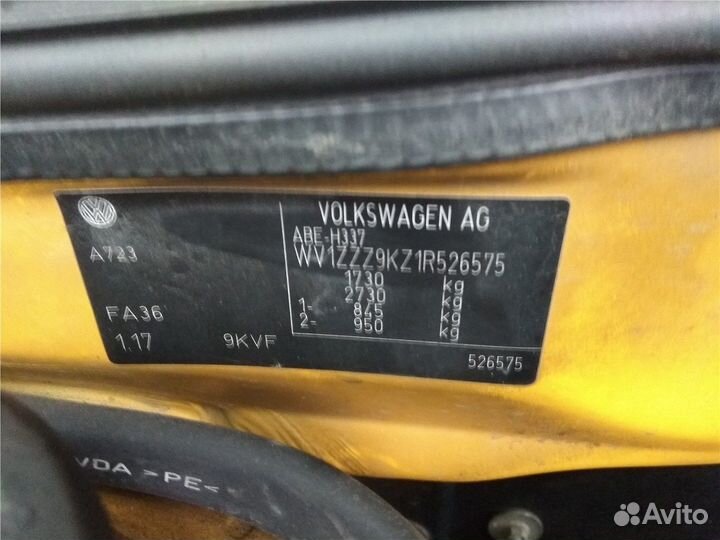 VOLKSWAGEN AG
ABE-H337
A723
WV1ZZZ9KZ1R526575
1730 kg
2730 kg
1- 845 kg
2- 950 kg
FA36
1.17
9KVF
526575
VDA >PE<
Avito